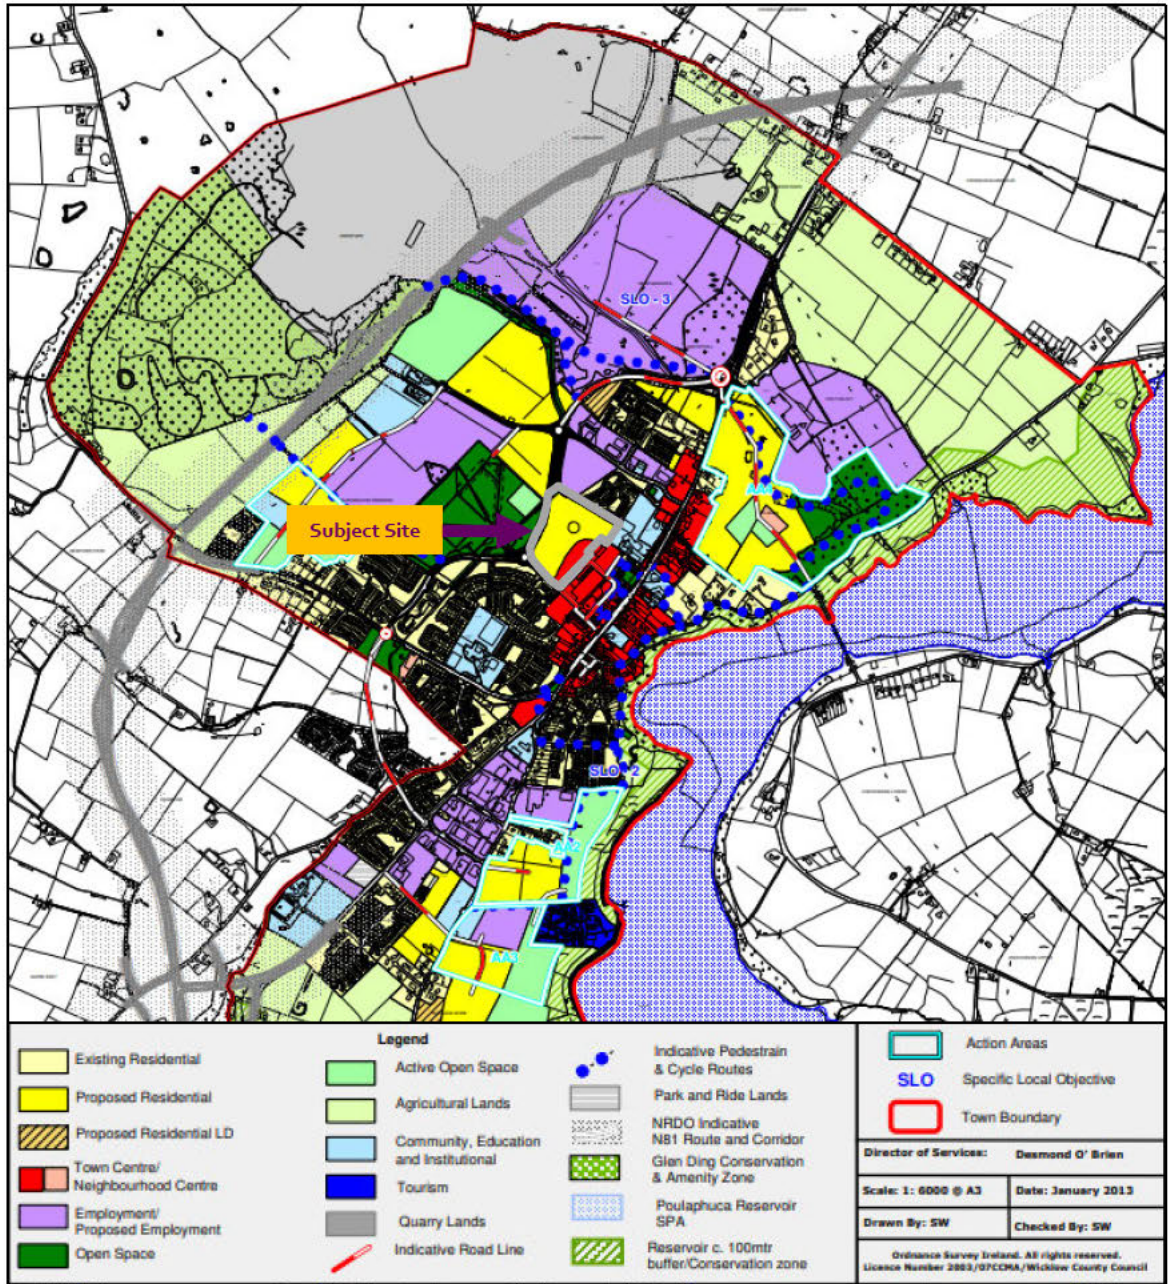 SLO - 3
AA4
Subject Site
SLO - 2
AA2
AA3
Legend
Existing Residential
Proposed Residential
Proposed Residential LD
Town Centre/
Neighbourhood Centre
Employment/
Proposed Employment
Open Space
Active Open Space
Agricultural Lands
Community, Education
and Institutional
Tourism
Quarry Lands
Indicative Road Line
Indicative Pedestrain
& Cycle Routes
Park and Ride Lands
NRDO Indicative
N81 Route and Corridor
Glen Ding Conservation
& Amenity Zone
Poulaphuca Reservoir
SPA
Reservoir c. 100mtr
buffer/Conservation zone
Action Areas
SLO Specific Local Objective
Town Boundary
Director of Services: Desmond O' Brien
Scale: 1: 6000 @ A3 Date: January 2013
Drawn By: SW Checked By: SW
Ordnance Survey Ireland. All rights reserved.
Licence Number 2003/07CCMA/Wicklow County Council